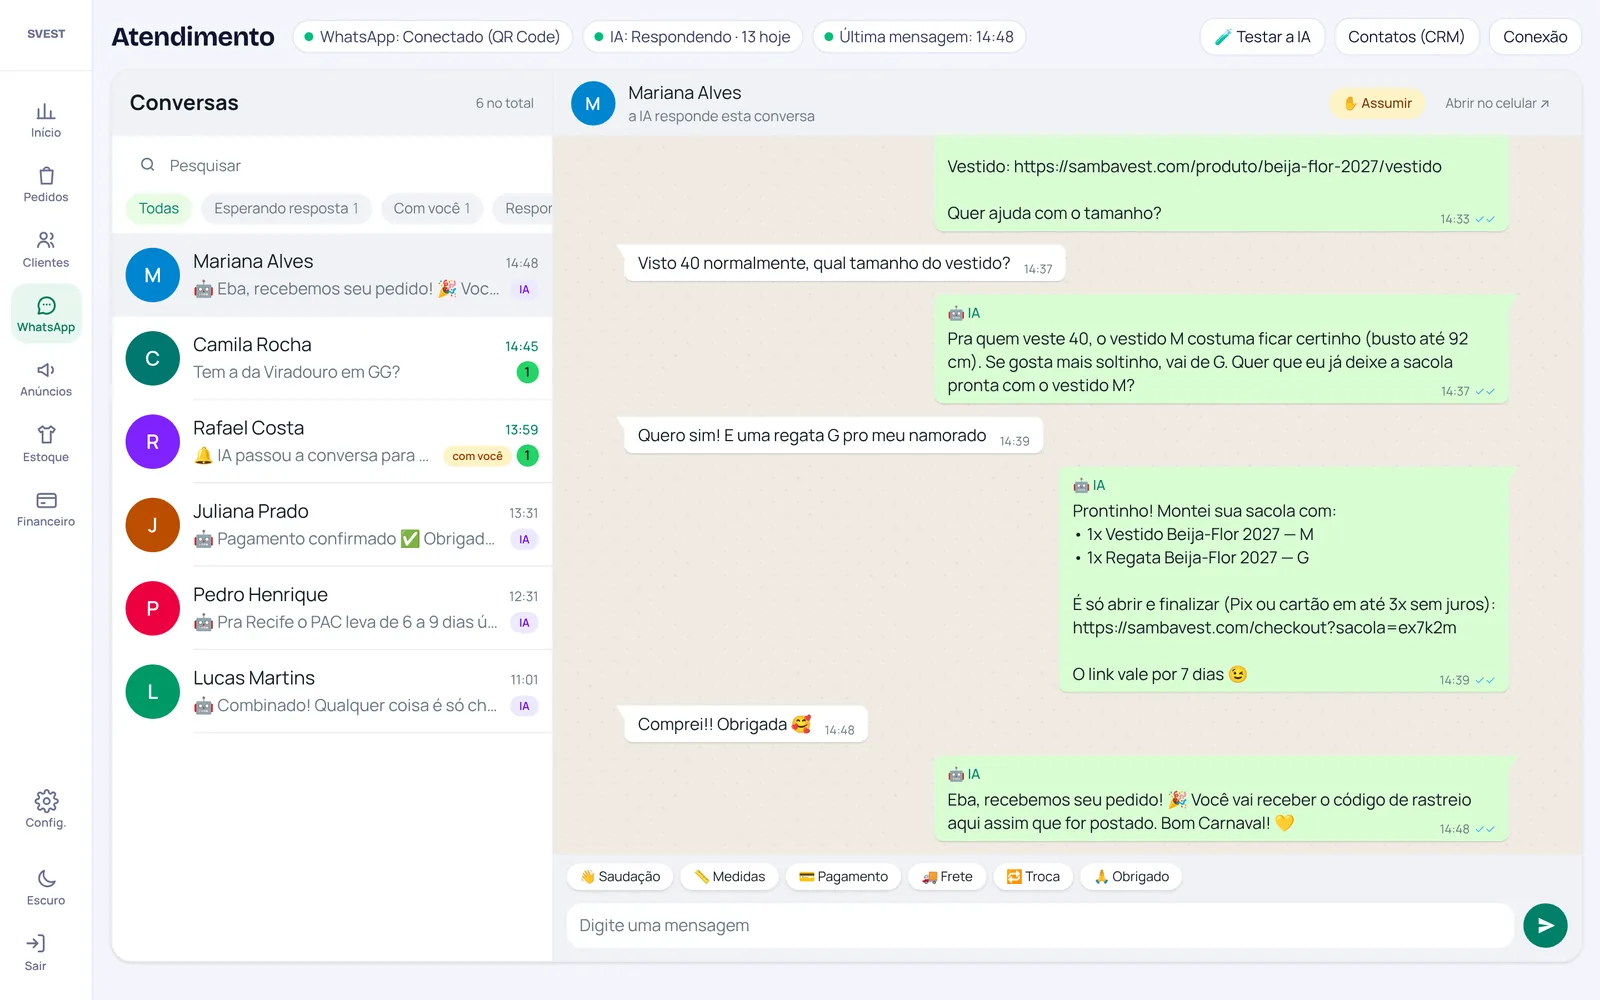 SVEST
Início
Pedidos
Clientes
WhatsApp
Anúncios
Estoque
Financeiro
Config.
Escuro
Sair
Atendimento
WhatsApp: Conectado (QR Code)
IA: Respondendo · 13 hoje
Última mensagem: 14:48
🧪 Testar a IA
Contatos (CRM)
Conexão
Conversas
6 no total
Pesquisar
Todas
Esperando resposta 1
Com você 1
Respon
M
Mariana Alves
14:48
🤖 Eba, recebemos seu pedido! 🎉 Voc...
IA
C
Camila Rocha
14:45
Tem a da Viradouro em GG?
1
R
Rafael Costa
13:59
🔔 IA passou a conversa para ...
com você
1
J
Juliana Prado
13:31
🤖 Pagamento confirmado ✅ Obrigad...
IA
P
Pedro Henrique
12:31
🤖 Pra Recife o PAC leva de 6 a 9 dias ú...
IA
L
Lucas Martins
11:01
🤖 Combinado! Qualquer coisa é só ch...
IA
M
Mariana Alves
a IA responde esta conversa
✋ Assumir
Abrir no celular ↗
Vestido: https://sambavest.com/produto/beija-flor-2027/vestido
Quer ajuda com o tamanho?
14:33
Visto 40 normalmente, qual tamanho do vestido?
14:37
🤖 IA
Pra quem veste 40, o vestido M costuma ficar certinho (busto até 92
cm). Se gosta mais soltinho, vai de G. Quer que eu já deixe a sacola
pronta com o vestido M?
14:37
Quero sim! E uma regata G pro meu namorado
14:39
🤖 IA
Prontinho! Montei sua sacola com:
• 1x Vestido Beija-Flor 2027 — M
• 1x Regata Beija-Flor 2027 — G
É só abrir e finalizar (Pix ou cartão em até 3x sem juros):
https://sambavest.com/checkout?sacola=ex7k2m
O link vale por 7 dias 😉
14:39
Comprei!! Obrigada 🥰
14:48
🤖 IA
Eba, recebemos seu pedido! 🎉 Você vai receber o código de rastreio
aqui assim que for postado. Bom Carnaval! 💛
14:48
👋 Saudação
📏 Medidas
💳 Pagamento
🚚 Frete
🔁 Troca
🙏 Obrigado
Digite uma mensagem